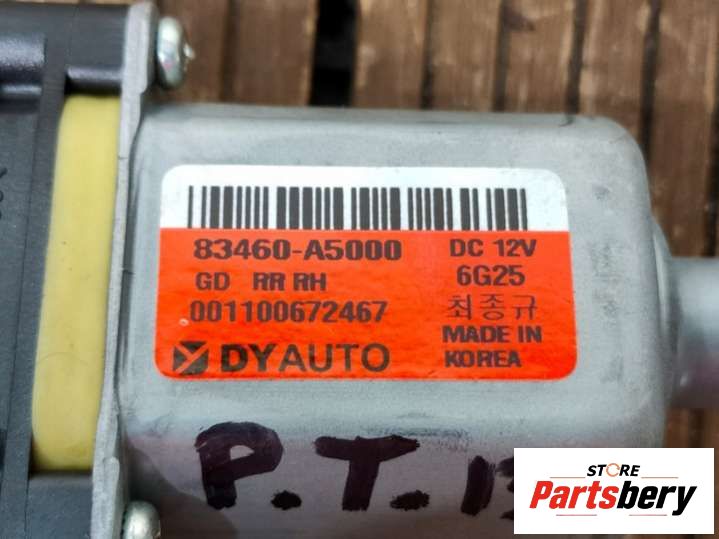 83460-A5000 DC 12V
GD RR RH 6G25
001100672467 최종규
DYAUTO MADE IN
KOREA
P.T.
STORE
Partsbery